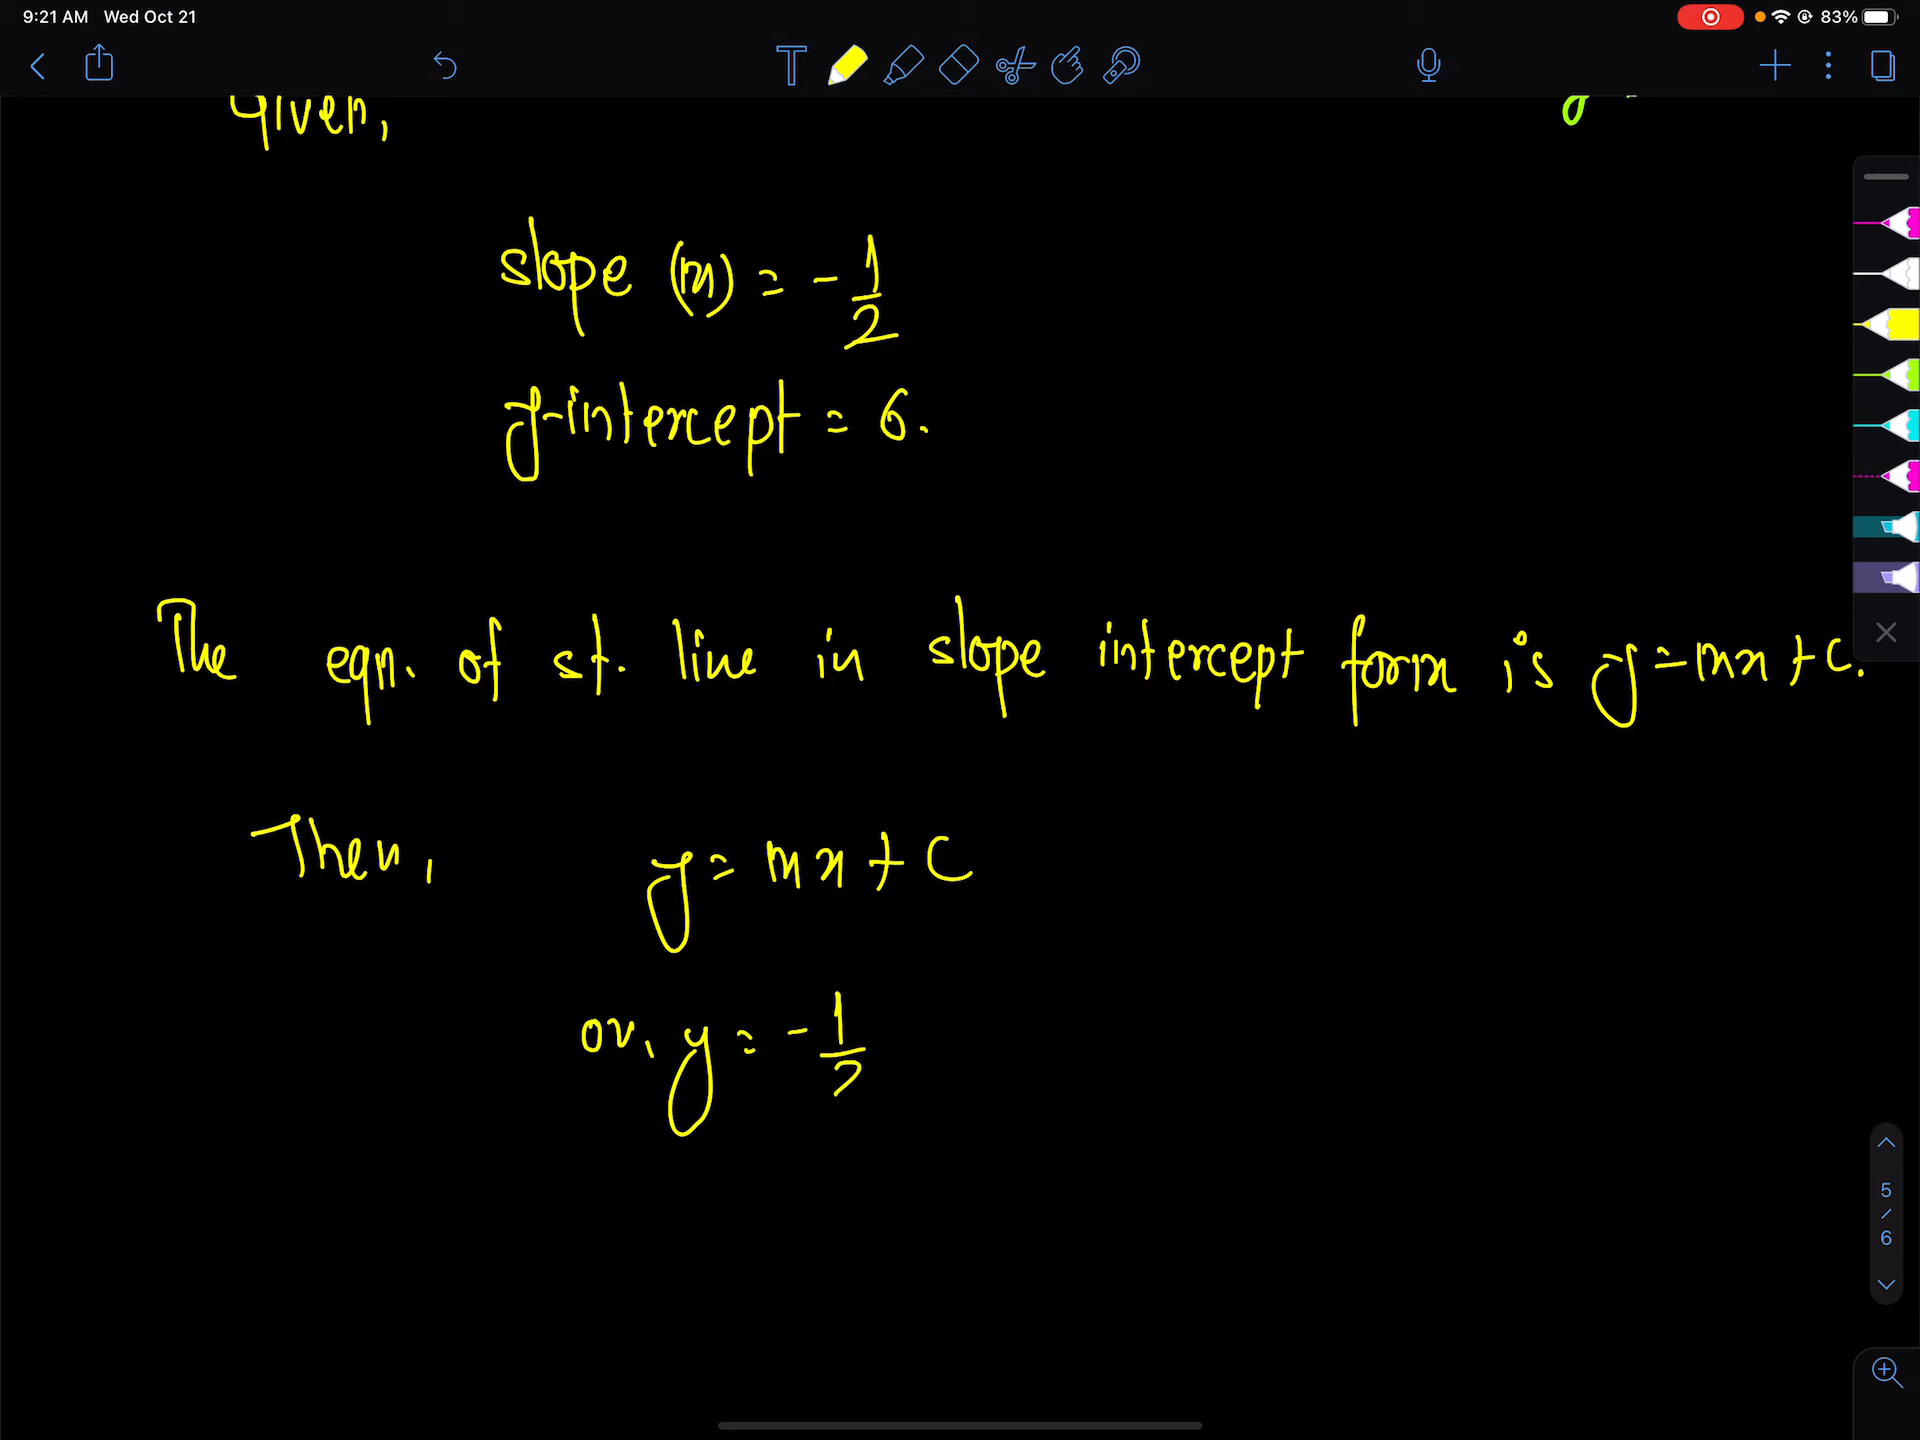 9:21 AM Wed Oct 21
83%
Given,
slope (m) = - 1/2
y-intercept = 6.
The eqn. of st. line in slope intercept form is y = mx + c.
Then, y = mx + c
or, y = - 1/2
5
/
6